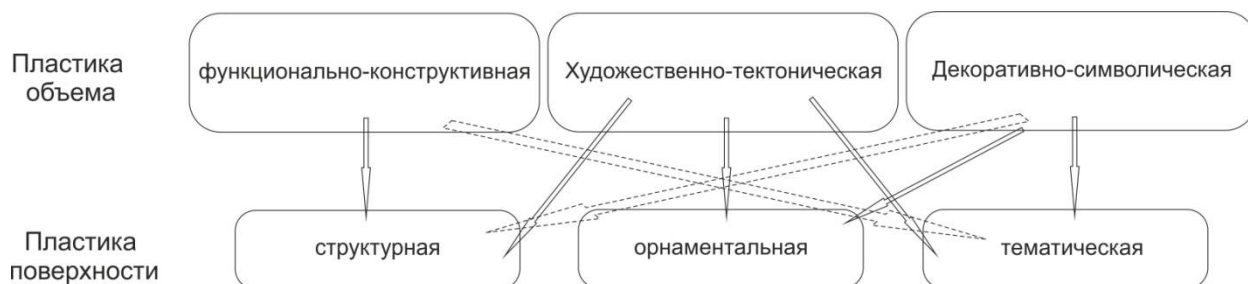 Пластика
объема
функционально-конструктивная
Художественно-тектоническая
Декоративно-символическая
Пластика
поверхности
структурная
орнаментальная
тематическая